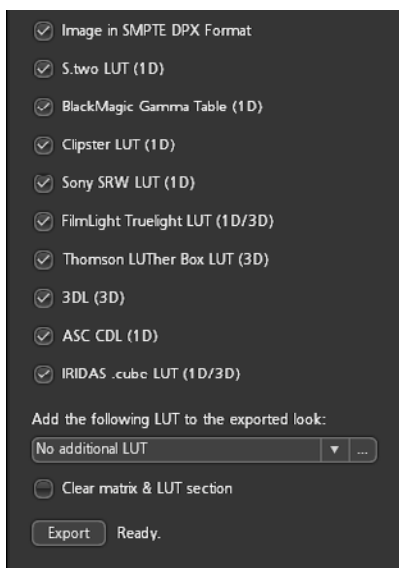 Image in SMPTE DPX Format
S.two LUT (1D)
BlackMagic Gamma Table (1D)
Clipster LUT (1D)
Sony SRW LUT (1D)
FilmLight Truelight LUT (1D/3D)
Thomson LUTher Box LUT (3D)
3DL (3D)
ASC CDL (1D)
IRIDAS .cube LUT (1D/3D)
Add the following LUT to the exported look:
No additional LUT ...
Clear matrix & LUT section
Export Ready.